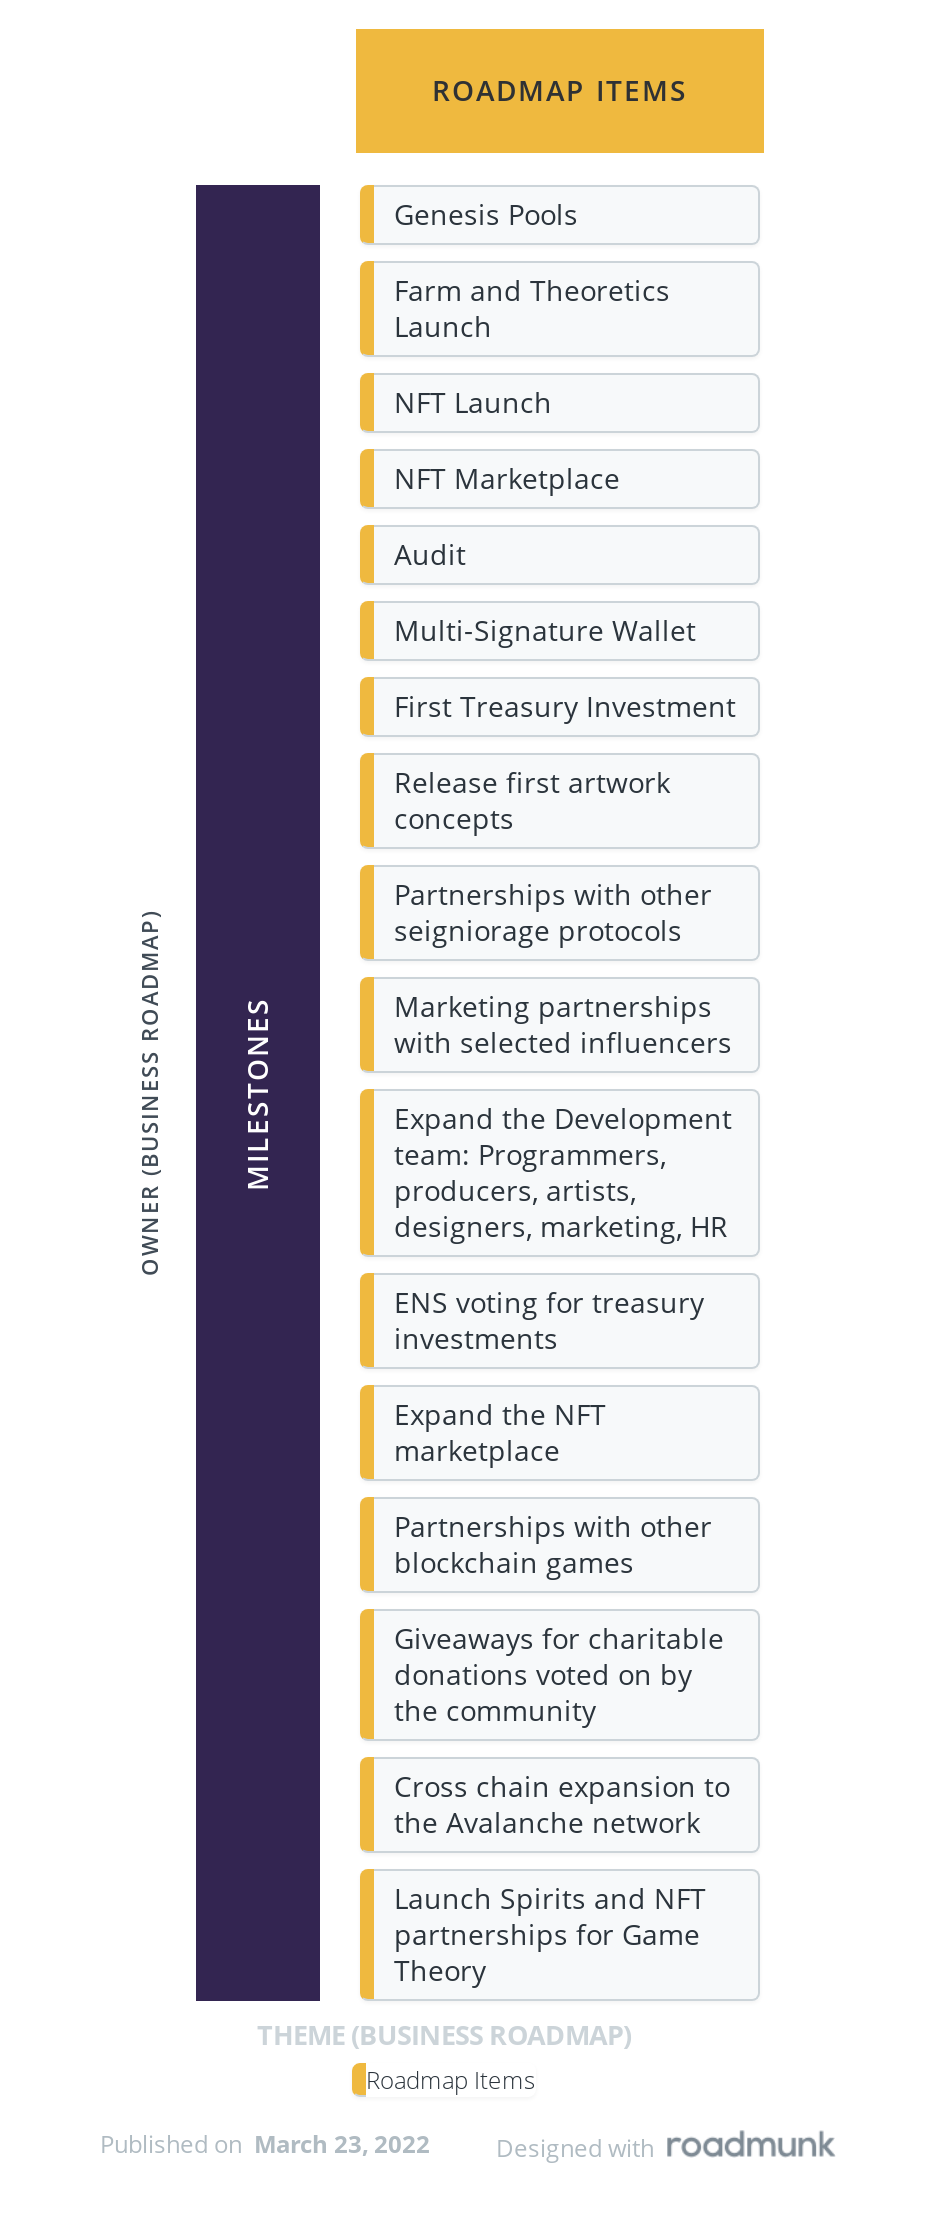 ROADMAP ITEMS
OWNER (BUSINESS ROADMAP)
MILESTONES
Genesis Pools
Farm and Theoretics
Launch
NFT Launch
NFT Marketplace
Audit
Multi-Signature Wallet
First Treasury Investment
Release first artwork
concepts
Partnerships with other
seigniorage protocols
Marketing partnerships
with selected influencers
Expand the Development
team: Programmers,
producers, artists,
designers, marketing, HR
ENS voting for treasury
investments
Expand the NFT
marketplace
Partnerships with other
blockchain games
Giveaways for charitable
donations voted on by
the community
Cross chain expansion to
the Avalanche network
Launch Spirits and NFT
partnerships for Game
Theory
THEME (BUSINESS ROADMAP)
Roadmap Items
Published on March 23, 2022
Designed with roadmunk